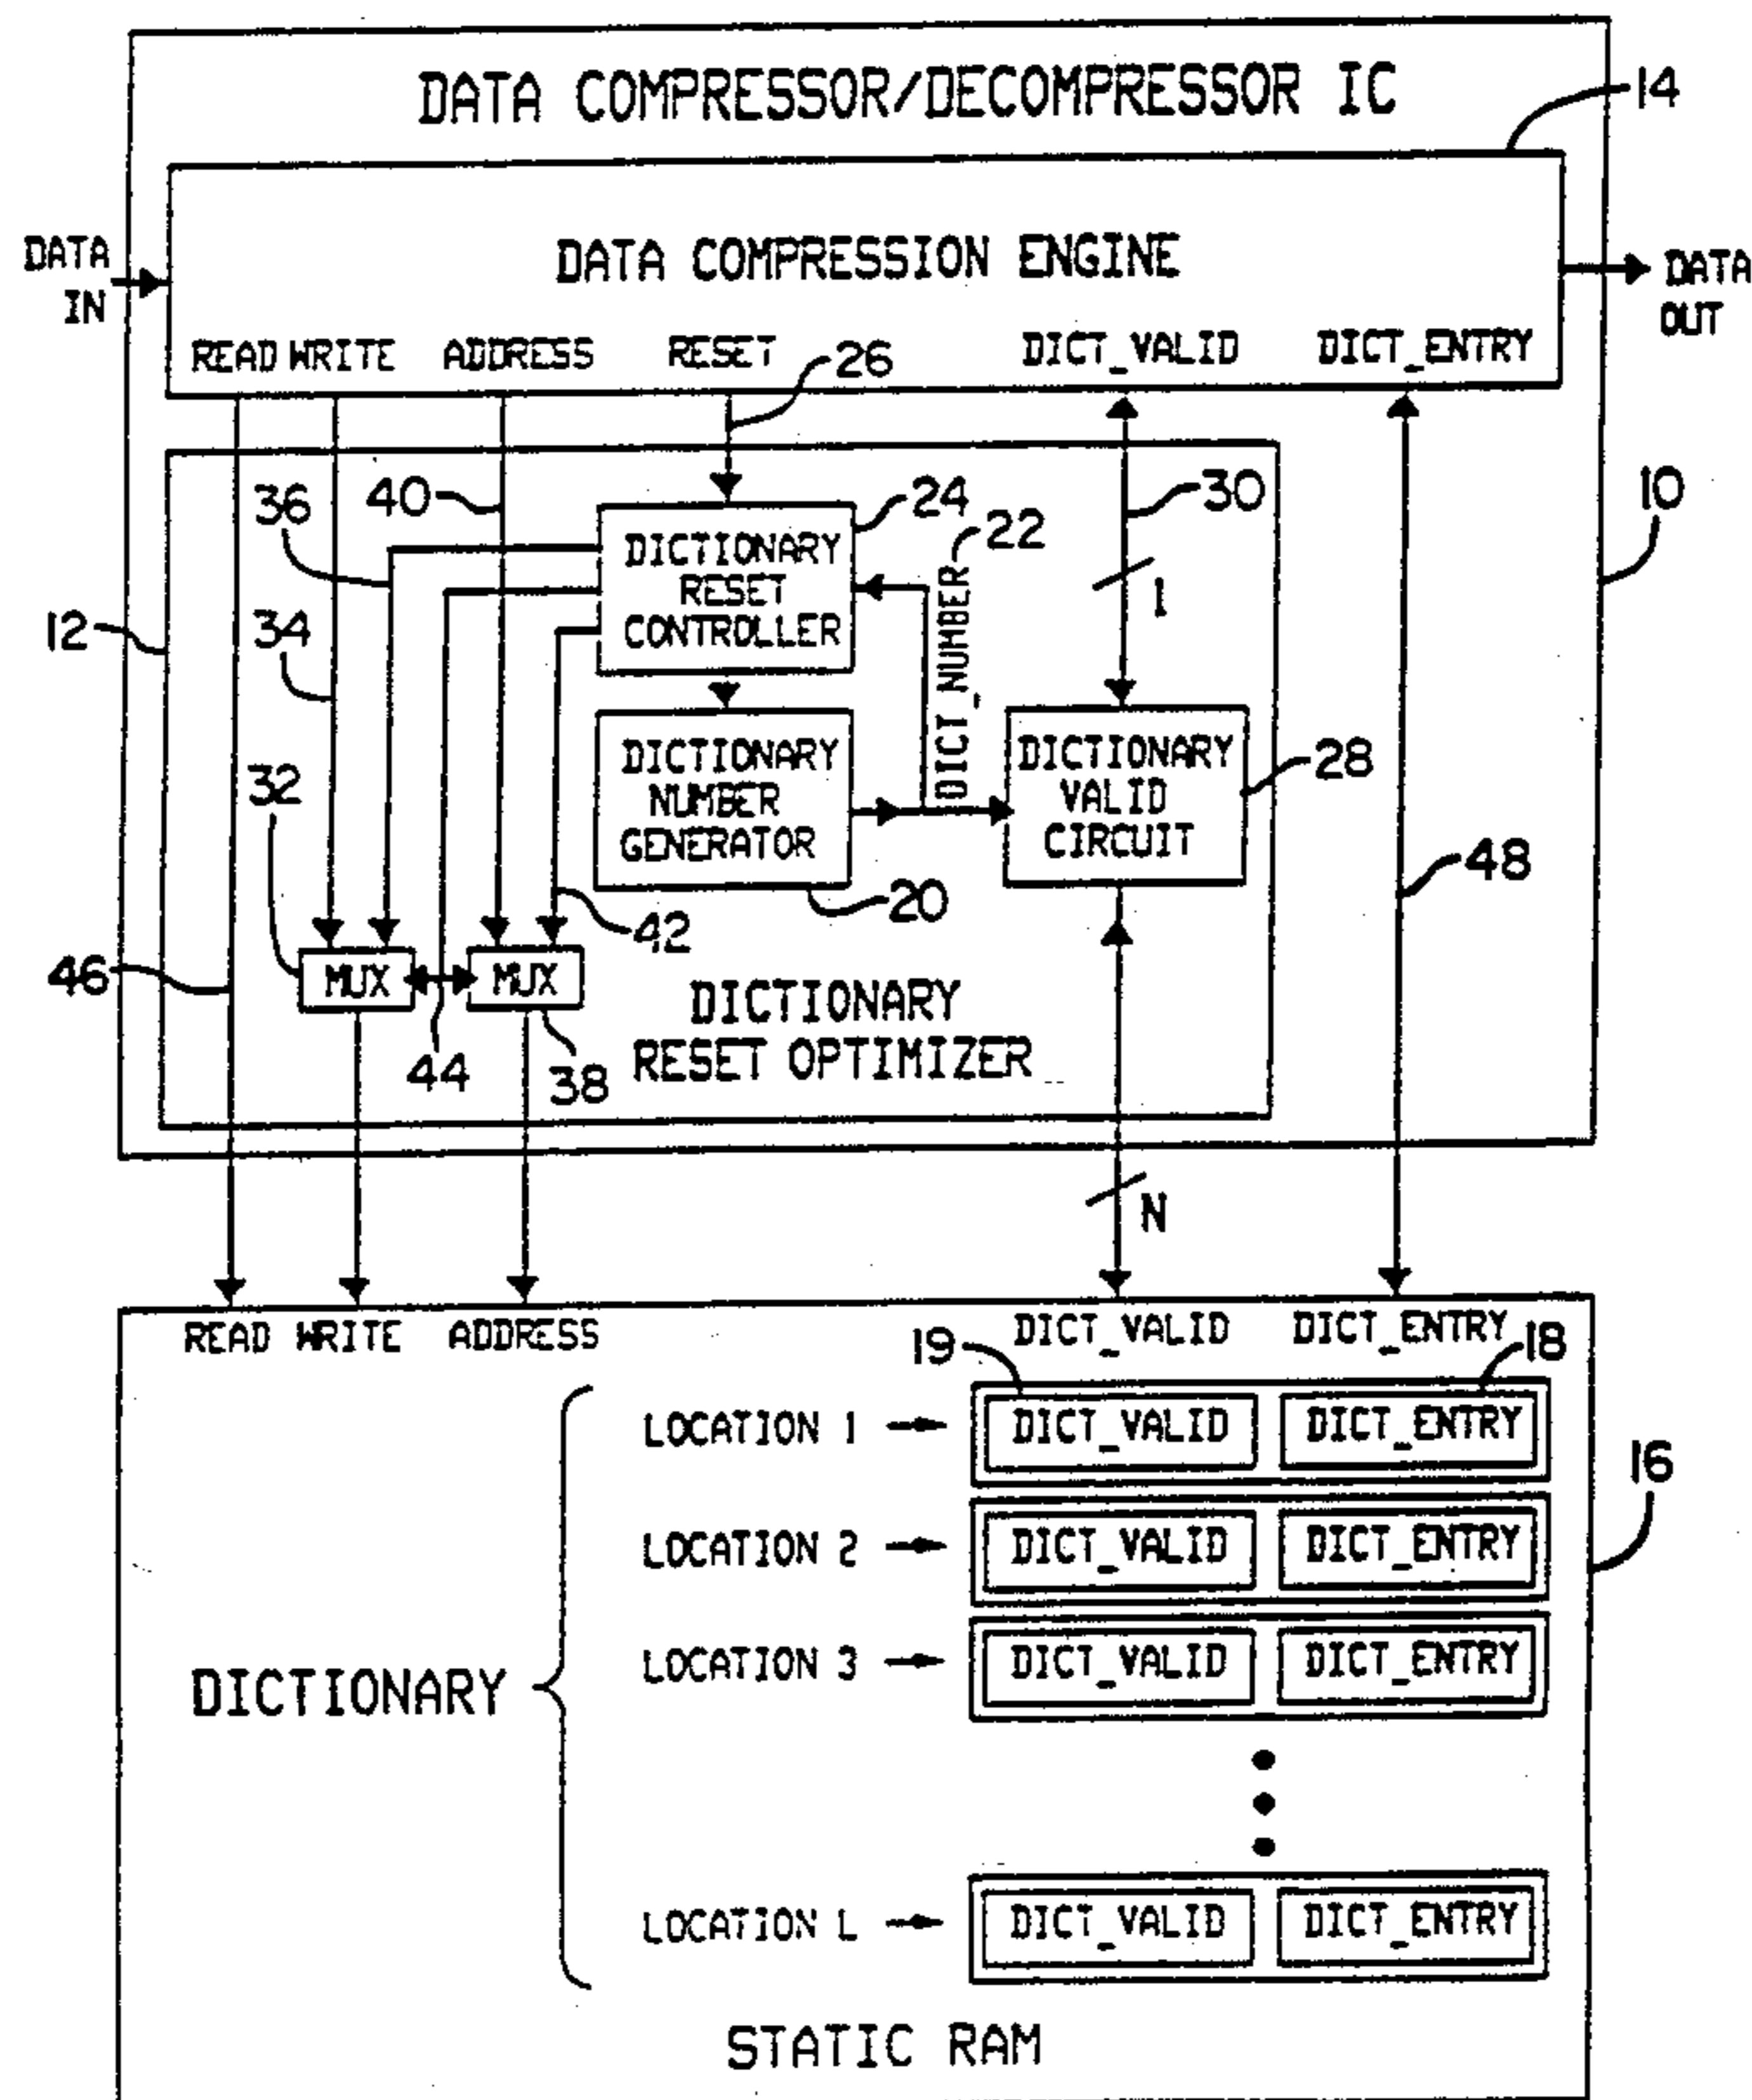 DATA COMPRESSOR/DECOMPRESSOR IC
14
DATA COMPRESSION ENGINE
DATA IN
DATA OUT
READ WRITE ADDRESS RESET DICT_VALID DICT_ENTRY
26
10
12
36
40
24
22
30
34
DICTIONARY
RESET
CONTROLLER
DICT_NUMBER
1
32
DICTIONARY
NUMBER
GENERATOR
DICTIONARY
VALID
CIRCUIT
28
48
20
42
46
MUX
MUX
44
38
DICTIONARY
RESET OPTIMIZER
N
READ WRITE ADDRESS DICT_VALID DICT_ENTRY
19
18
LOCATION 1 DICT_VALID DICT_ENTRY
16
LOCATION 2 DICT_VALID DICT_ENTRY
LOCATION 3 DICT_VALID DICT_ENTRY
DICTIONARY
LOCATION L DICT_VALID DICT_ENTRY
STATIC RAM